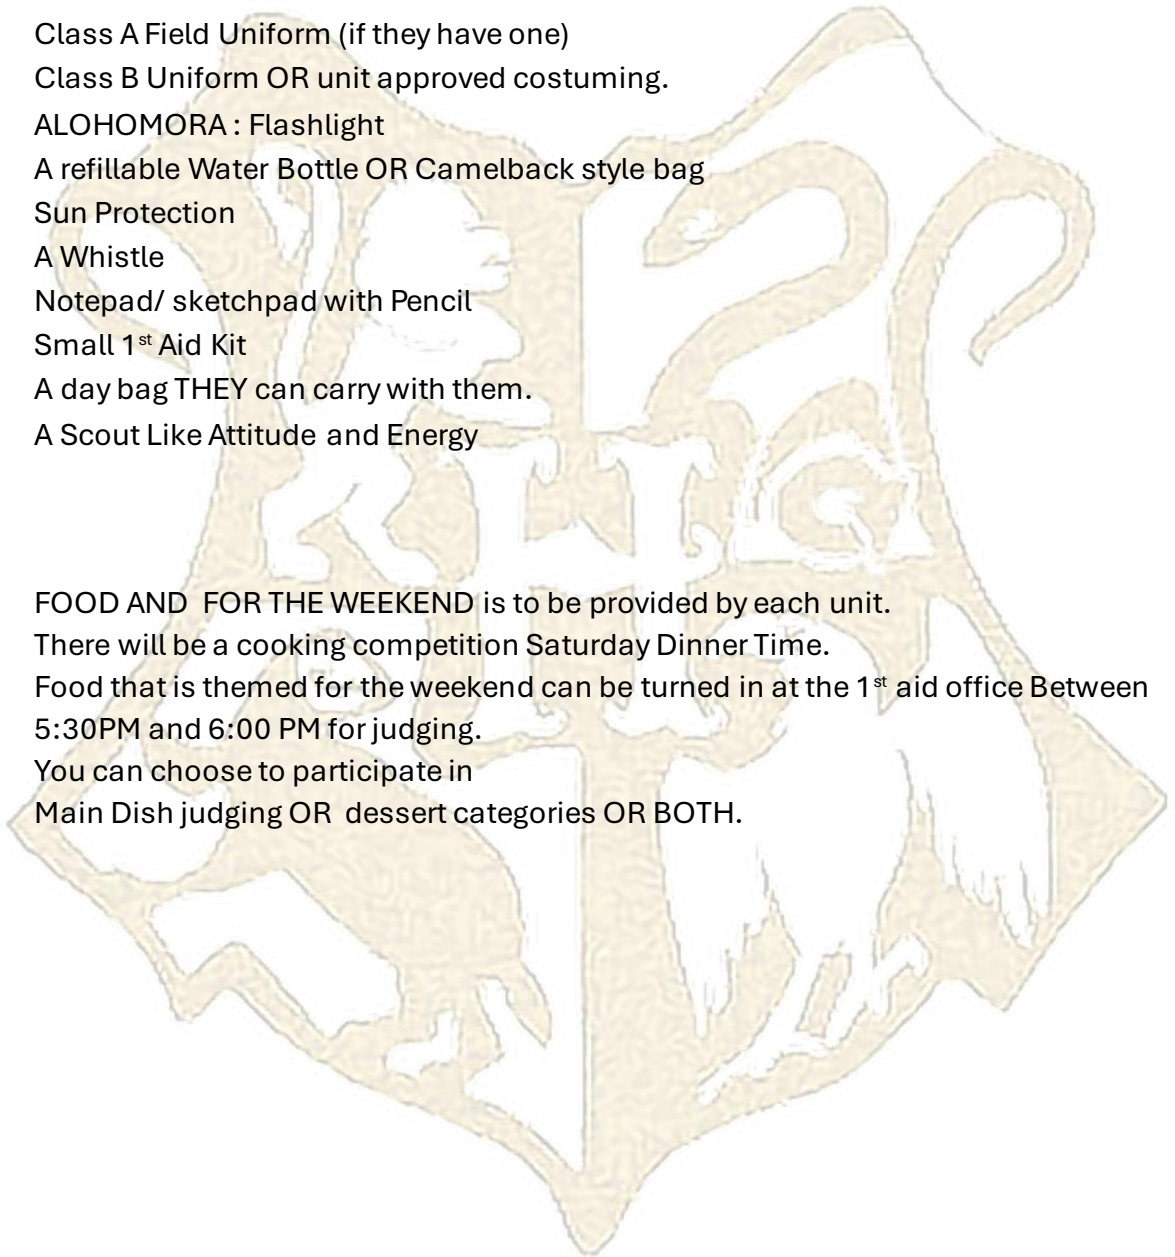 Class A Field Uniform (if they have one)
Class B Uniform OR unit approved costuming.
ALOHOMORA : Flashlight
A refillable Water Bottle OR Camelback style bag
Sun Protection
A Whistle
Notepad/ sketchpad with Pencil
Small 1st Aid Kit
A day bag THEY can carry with them.
A Scout Like Attitude and Energy
FOOD AND  FOR THE WEEKEND is to be provided by each unit.
There will be a cooking competition Saturday Dinner Time.
Food that is themed for the weekend can be turned in at the 1st aid office Between
5:30PM and 6:00 PM for judging.
You can choose to participate in
Main Dish judging OR  dessert categories OR BOTH.